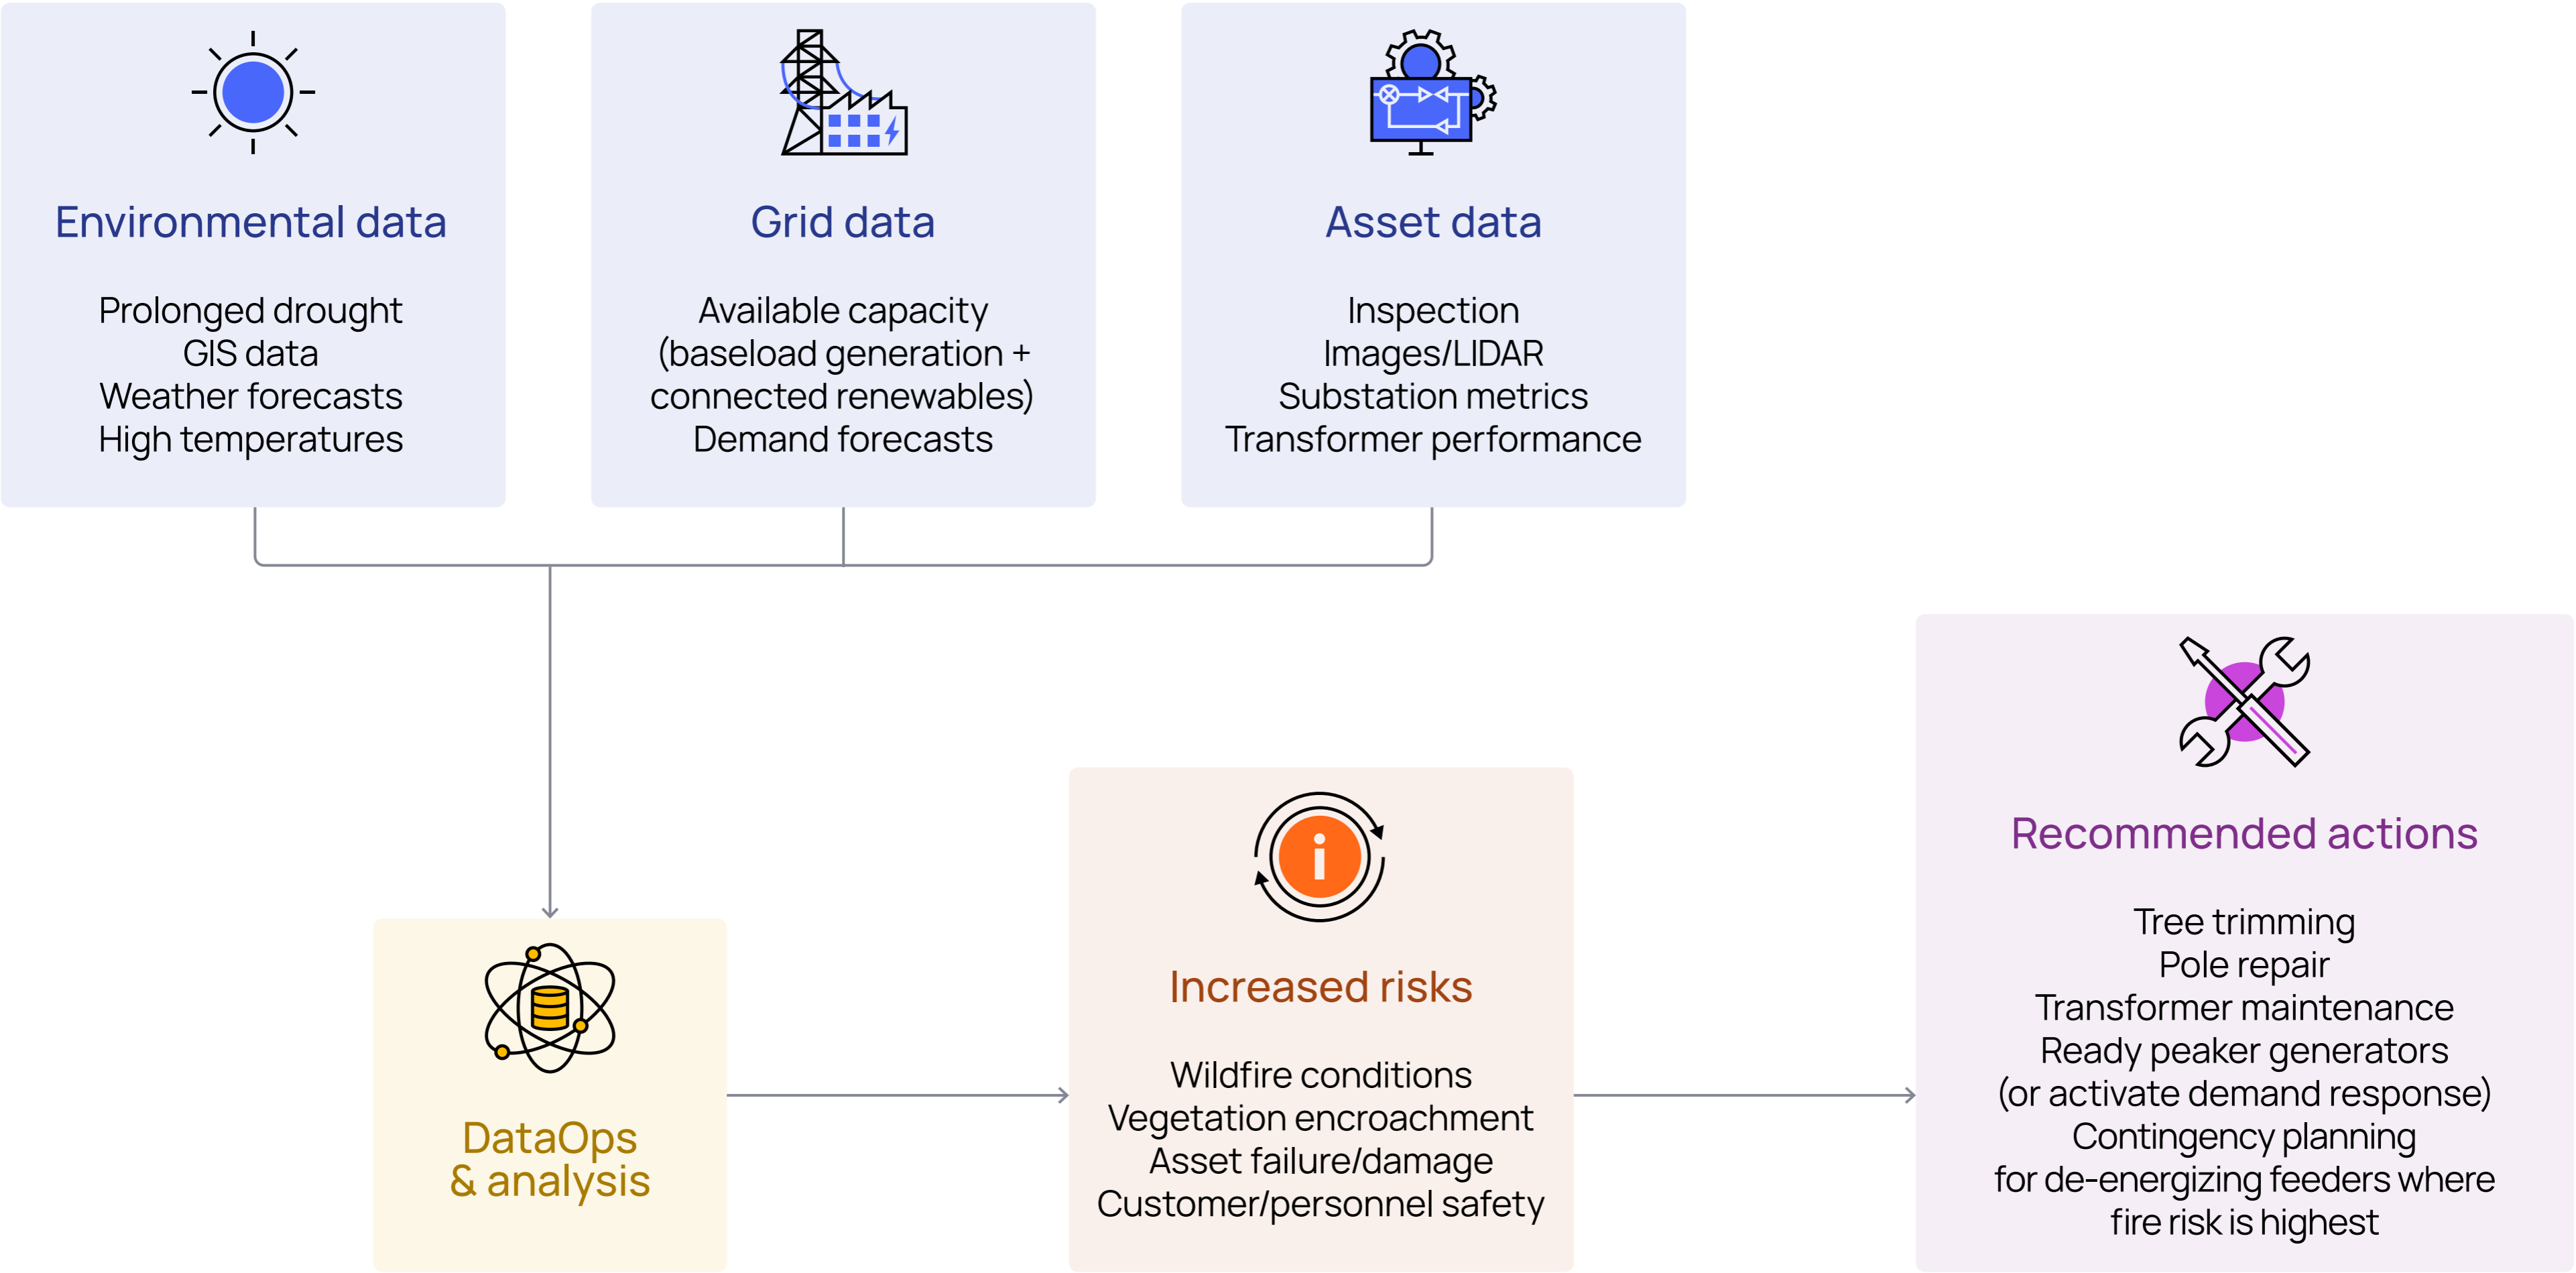 Environmental data
Prolonged drought
GIS data
Weather forecasts
High temperatures
Grid data
Available capacity
(baseload generation +
connected renewables)
Demand forecasts
Asset data
Inspection
Images/LIDAR
Substation metrics
Transformer performance
DataOps
& analysis
i
Increased risks
Wildfire conditions
Vegetation encroachment
Asset failure/damage
Customer/personnel safety
Recommended actions
Tree trimming
Pole repair
Transformer maintenance
Ready peaker generators
(or activate demand response)
Contingency planning
for de-energizing feeders where
fire risk is highest